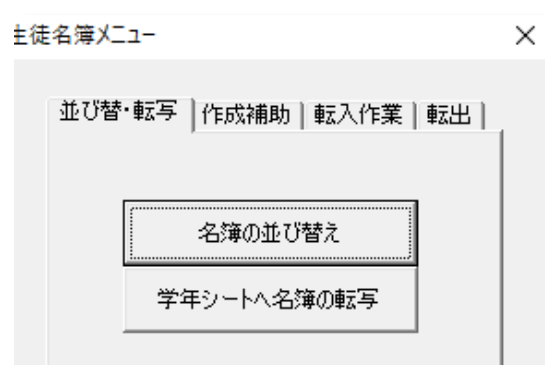 生徒名簿メニュー
並び替・転写 作成補助 転入作業 転出
名簿の並び替え
学年シートへ名簿の転写